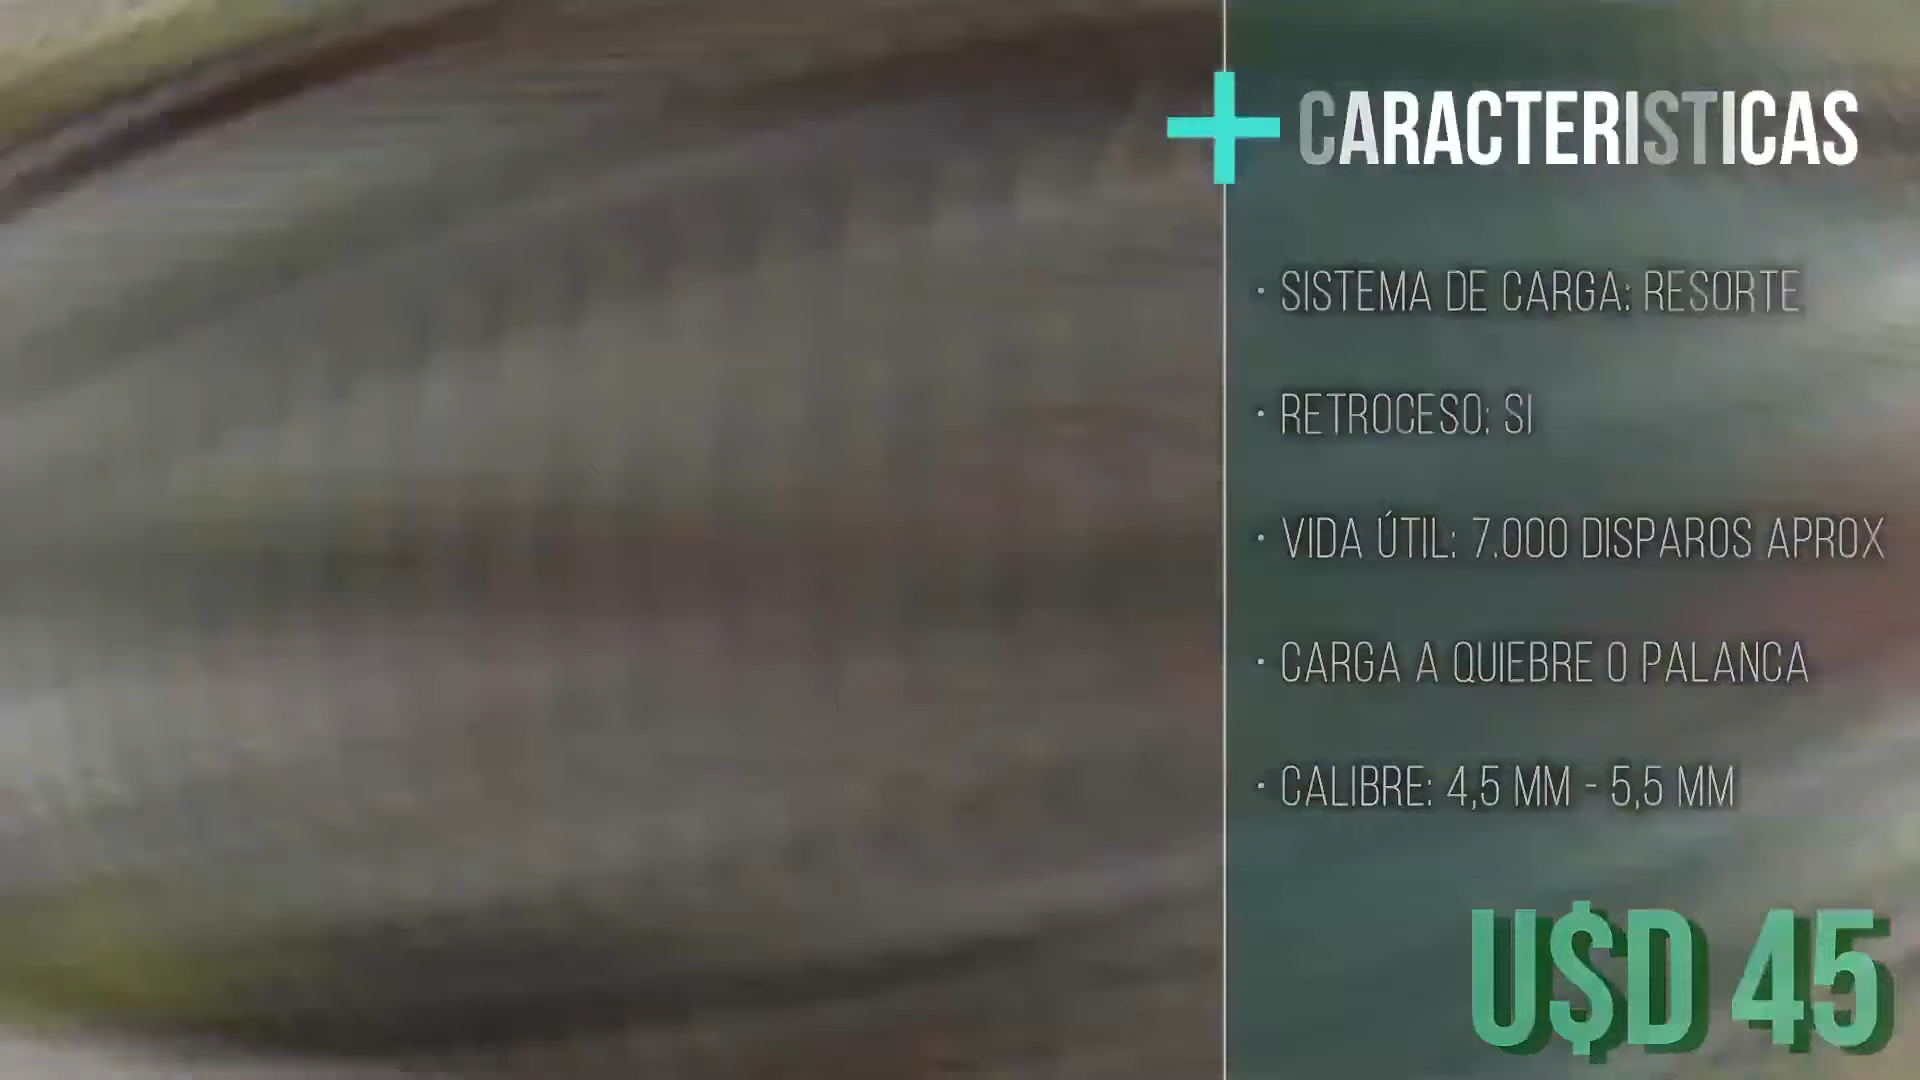 CARACTERISTICAS
· SISTEMA DE CARGA: RESORTE
· RETROCESO: SI
· VIDA ÚTIL: 7.000 DISPAROS APROX
· CARGA A QUIEBRE O PALANCA
· CALIBRE: 4,5 MM - 5,5 MM
U$D 45